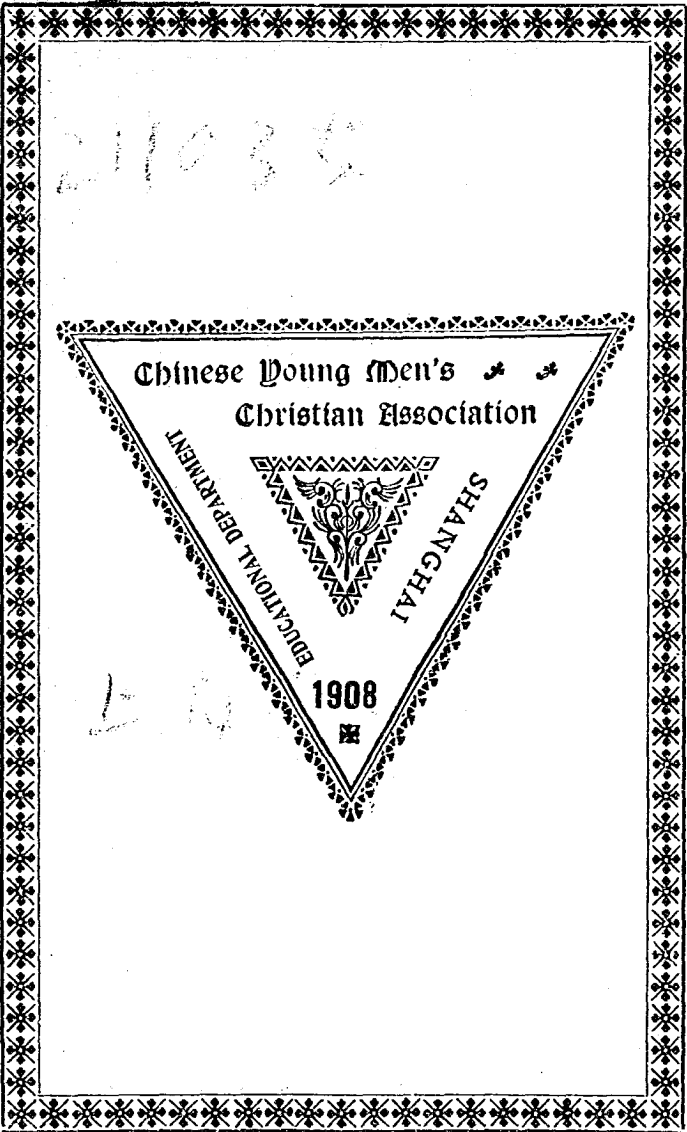 Chinese Young Men's
Christian Association
EDUCATIONAL DEPARTMENT
SHANGHAI
1908